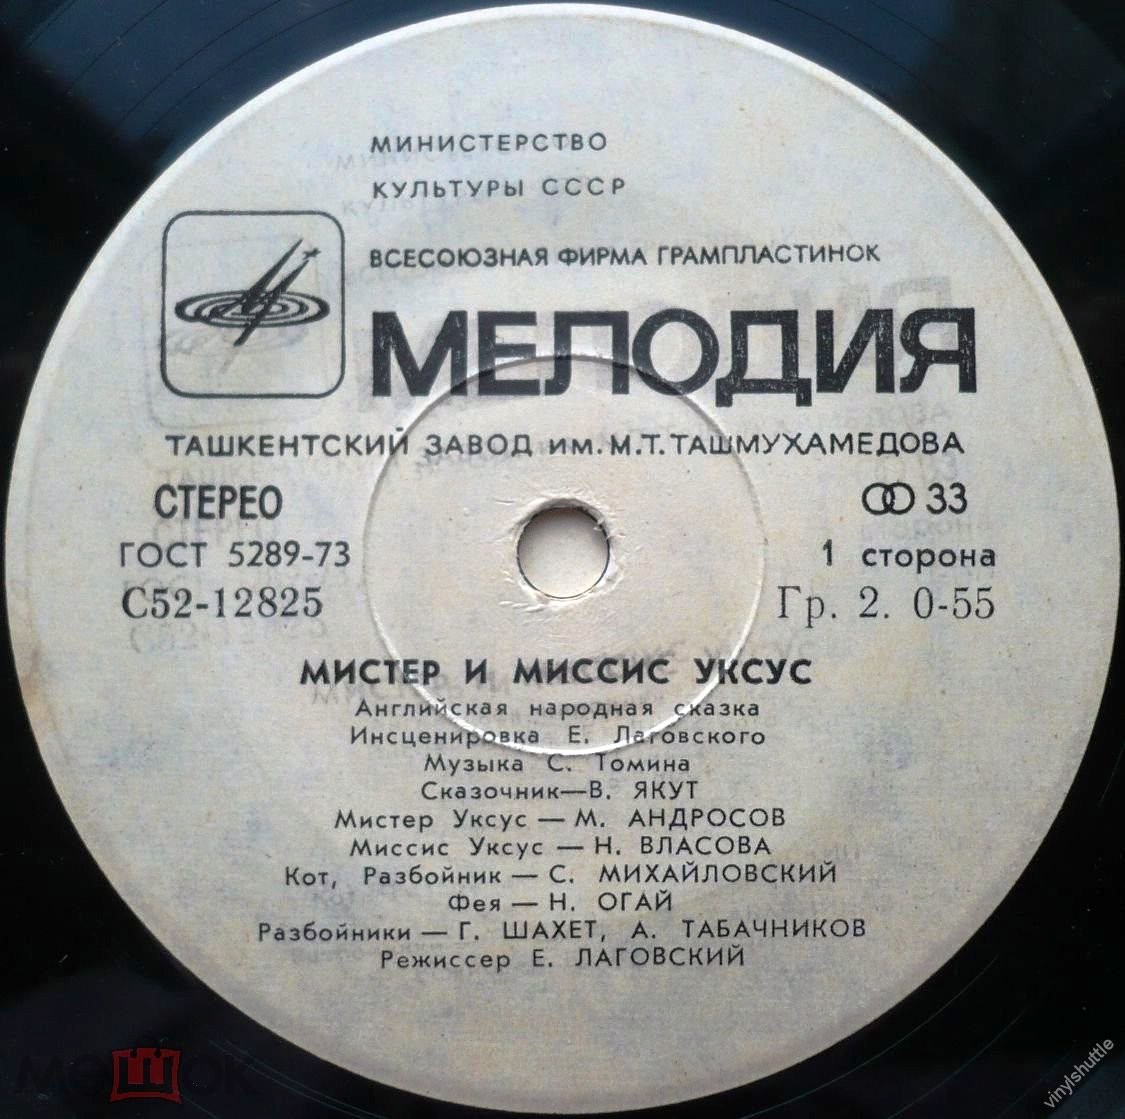 МИНИСТЕРСТВО
КУЛЬТУРЫ СССР
ВСЕСОЮЗНАЯ ФИРМА ГРАМПЛАСТИНОК
МЕЛОДИЯ
ТАШКЕНТСКИЙ ЗАВОД им. М.Т. ТАШМУХАМЕДОВА
СТЕРЕО 33
ГОСТ 5289-73 1 сторона
С52-12825 Гр. 2. 0-55
МИСТЕР И МИССИС УКСУС
Английская народная сказка
Инсценировка Е. Лаговского
Музыка С. Томина
Сказочник—В. ЯКУТ
Мистер Уксус — М. АНДРОСОВ
Миссис Уксус — Н. ВЛАСОВА
Кот, Разбойник — С. МИХАЙЛОВСКИЙ
Фея — Н. ОГАЙ
Разбойники — Г. ШАХЕТ, А. ТАБАЧНИКОВ
Режиссер Е. ЛАГОВСКИЙ
мошок
vinylshuttle